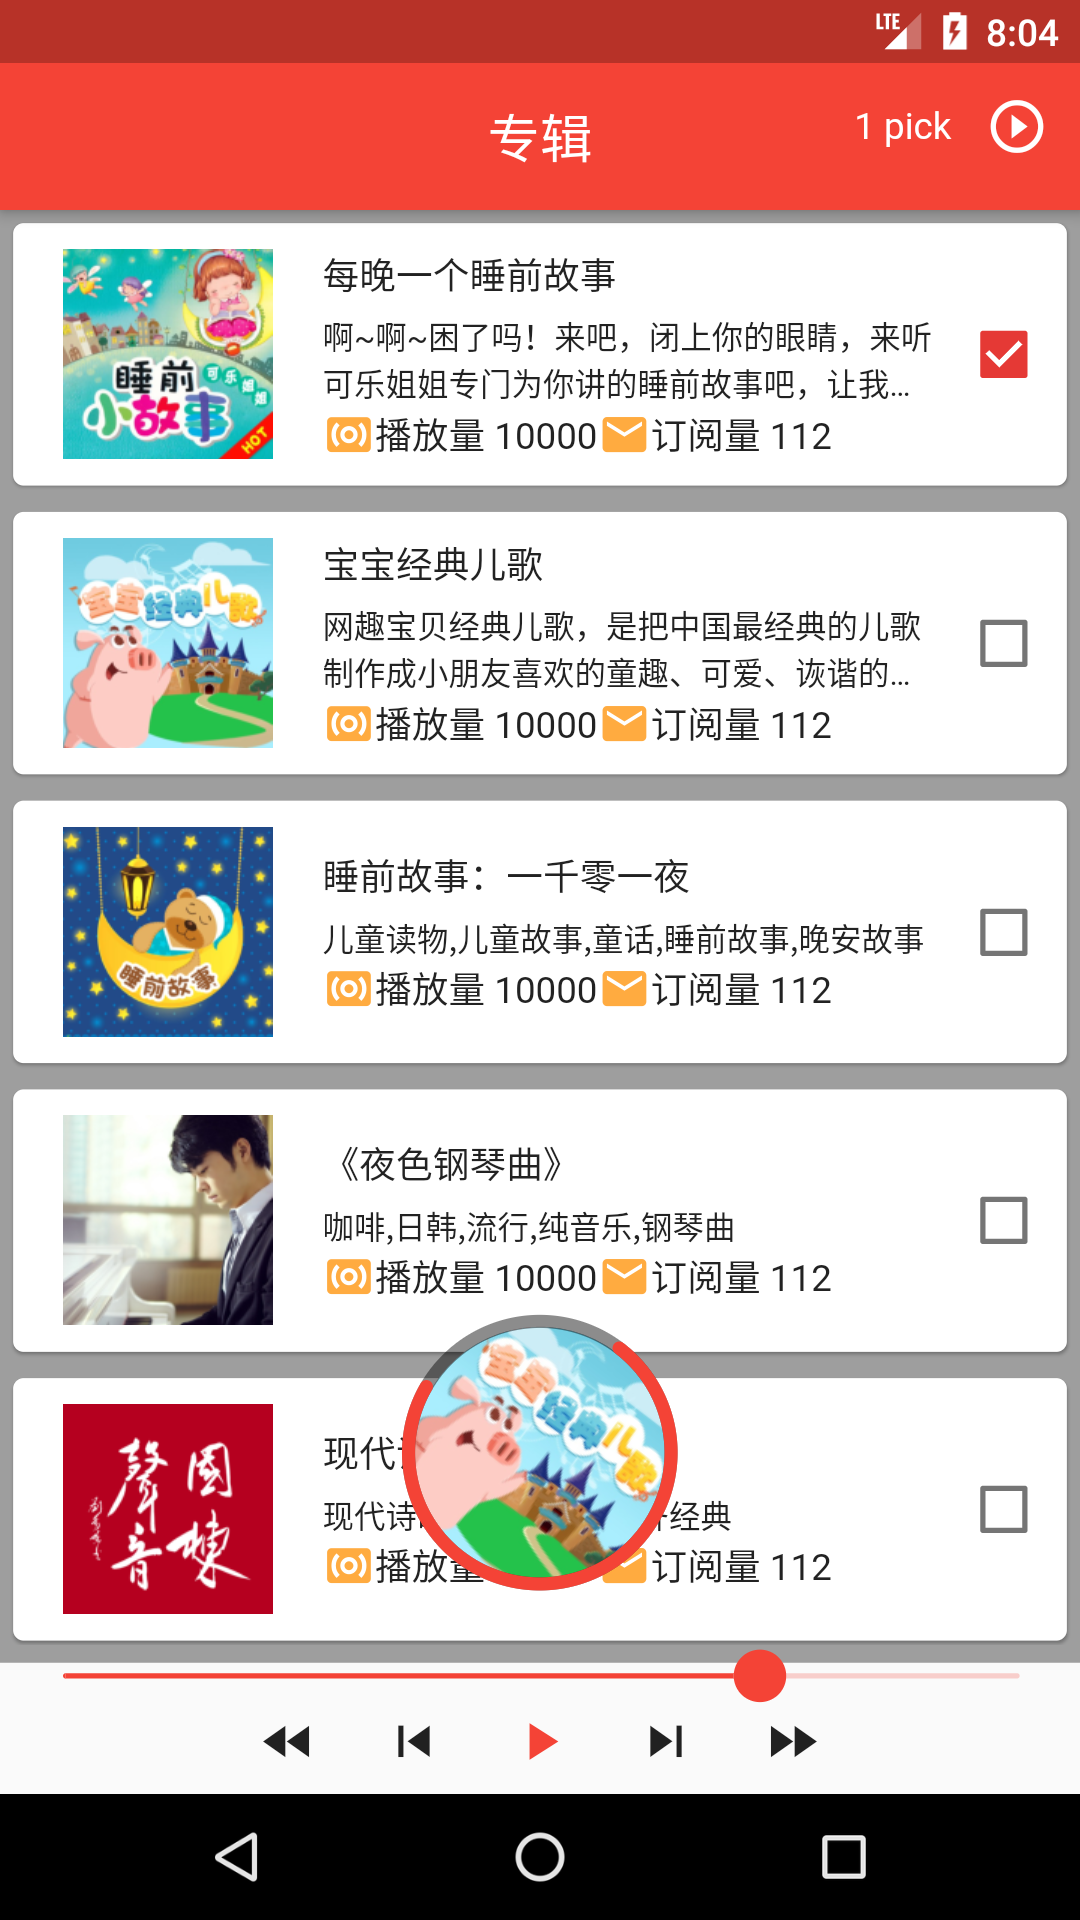 LTE 8:04
专辑
1 pick
睡前
可乐姐姐
小故事
HOT
每晚一个睡前故事
啊~啊~困了吗！来吧，闭上你的眼睛，来听
可乐姐姐专门为你讲的睡前故事吧，让我...
播放量 10000 订阅量 112
宝宝经典儿歌
宝宝经典儿歌
网趣宝贝经典儿歌，是把中国最经典的儿歌
制作成小朋友喜欢的童趣、可爱、诙谐的...
播放量 10000 订阅量 112
睡前故事
睡前故事：一千零一夜
儿童读物,儿童故事,童话,睡前故事,晚安故事
播放量 10000 订阅量 112
《夜色钢琴曲》
咖啡,日韩,流行,纯音乐,钢琴曲
播放量 10000 订阅量 112
國棟
聲音
现代
现代诗 经典
播放量 订阅量 112
宝宝经典儿歌